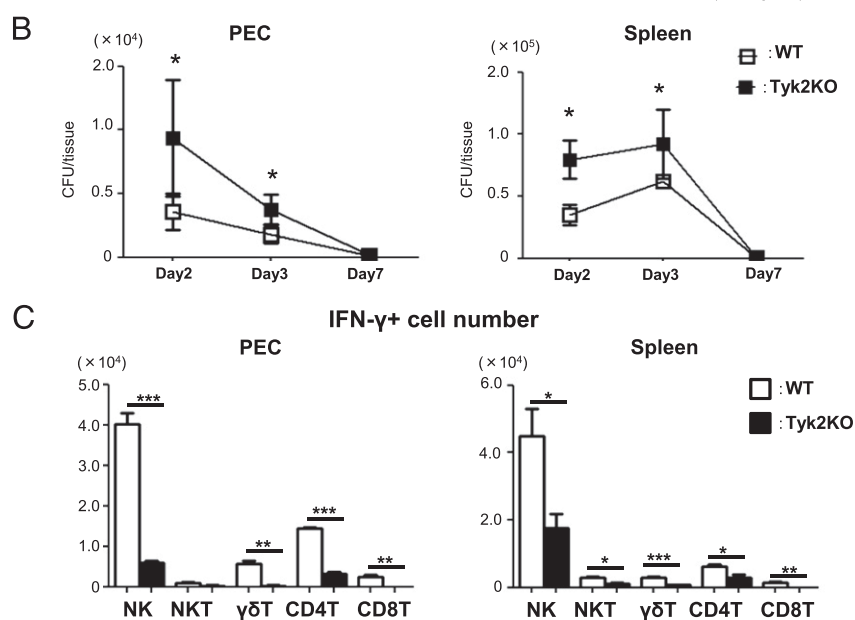 B
PEC
Spleen
(×10⁴)
(×10⁵)
: WT
: Tyk2KO
2.0
1.0
0.5
0
CFU/tissue
*
*
Day2
Day3
Day7
2.0
1.0
0.5
0
CFU/tissue
*
*
Day2
Day3
Day7
C
IFN-γ+ cell number
PEC
Spleen
(×10⁴)
(×10⁴)
: WT
: Tyk2KO
5.0
4.0
3.0
2.0
1.0
0
***
**
***
**
NK NKT γδT CD4T CD8T
6.0
4.0
2.0
0
*
*
***
*
**
NK NKT γδT CD4T CD8T